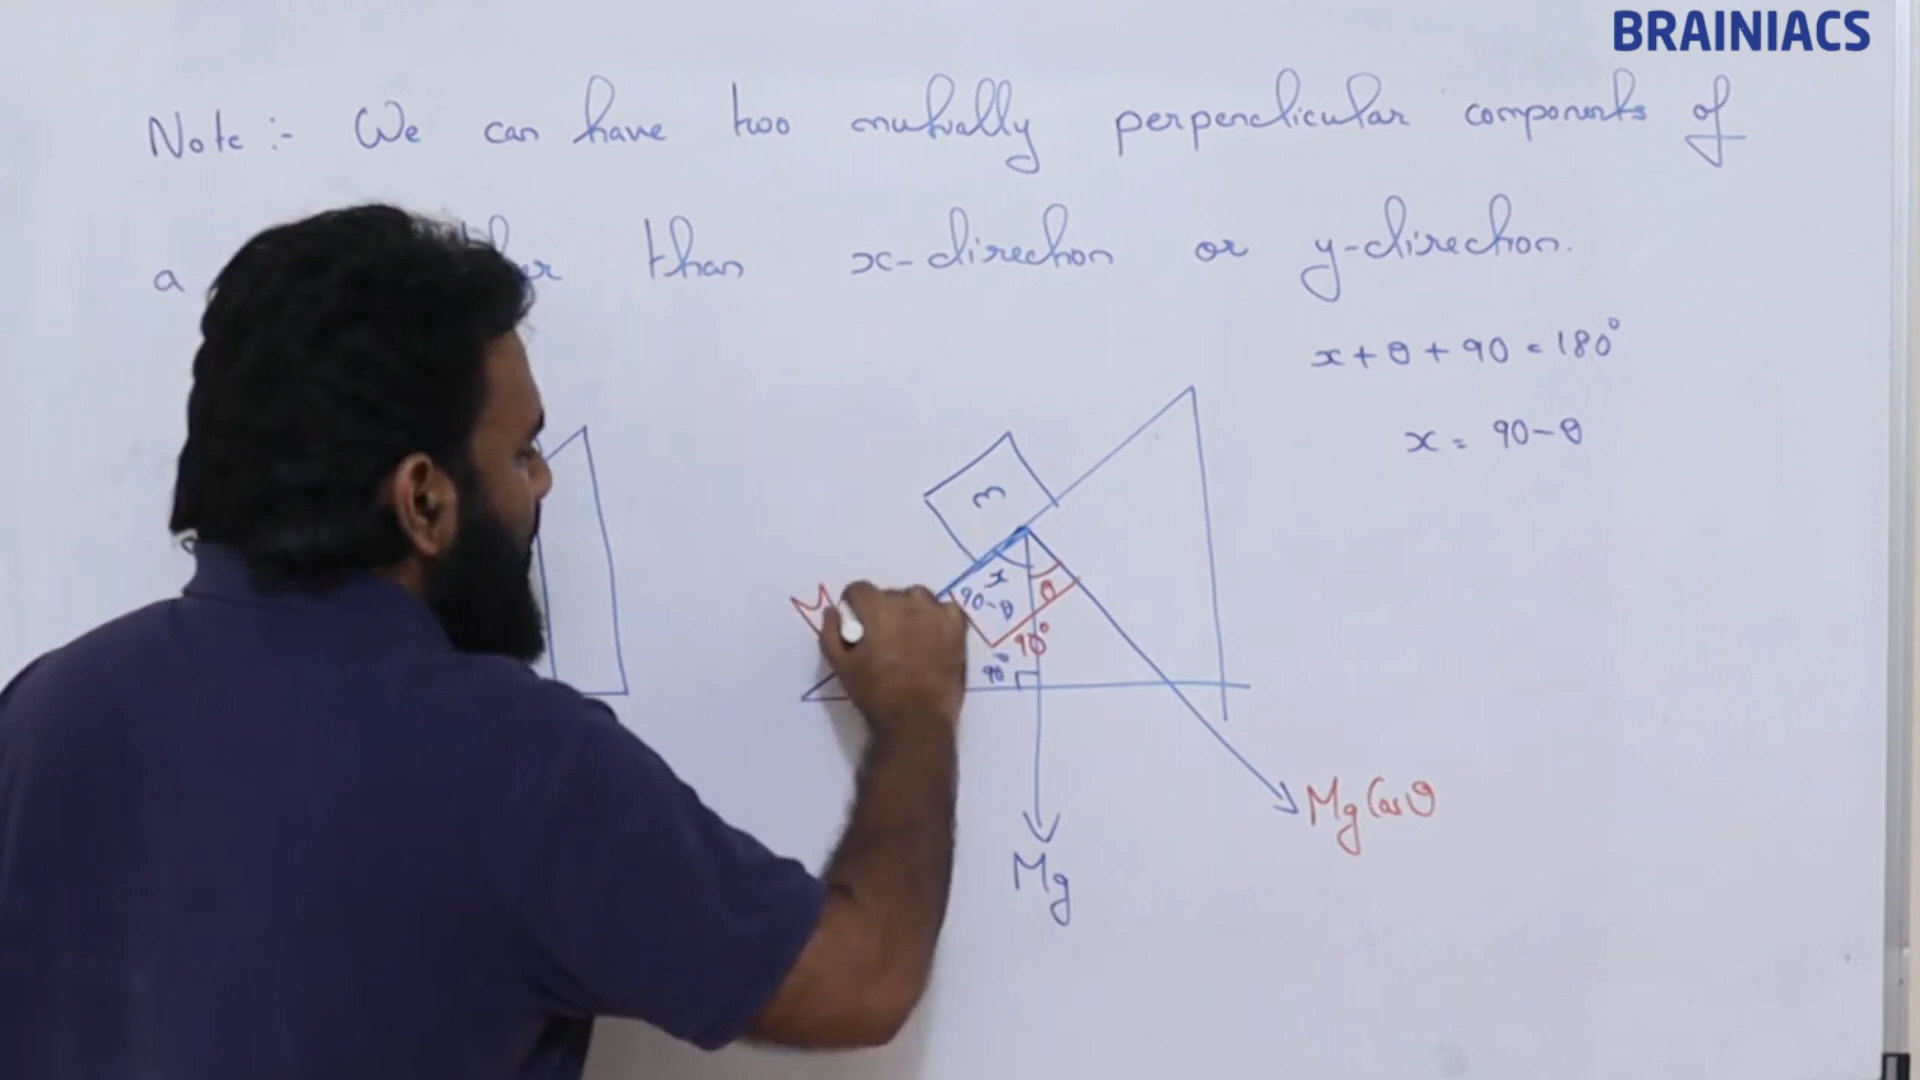 BRAINIACS
Note :- We can have two mutually perpendicular components of
a than x-direction or y-direction.
x + θ + 90 = 180°
x = 90 - θ
m
x
90-θ
θ
90°
90°
M
Mg Cosθ
Mg